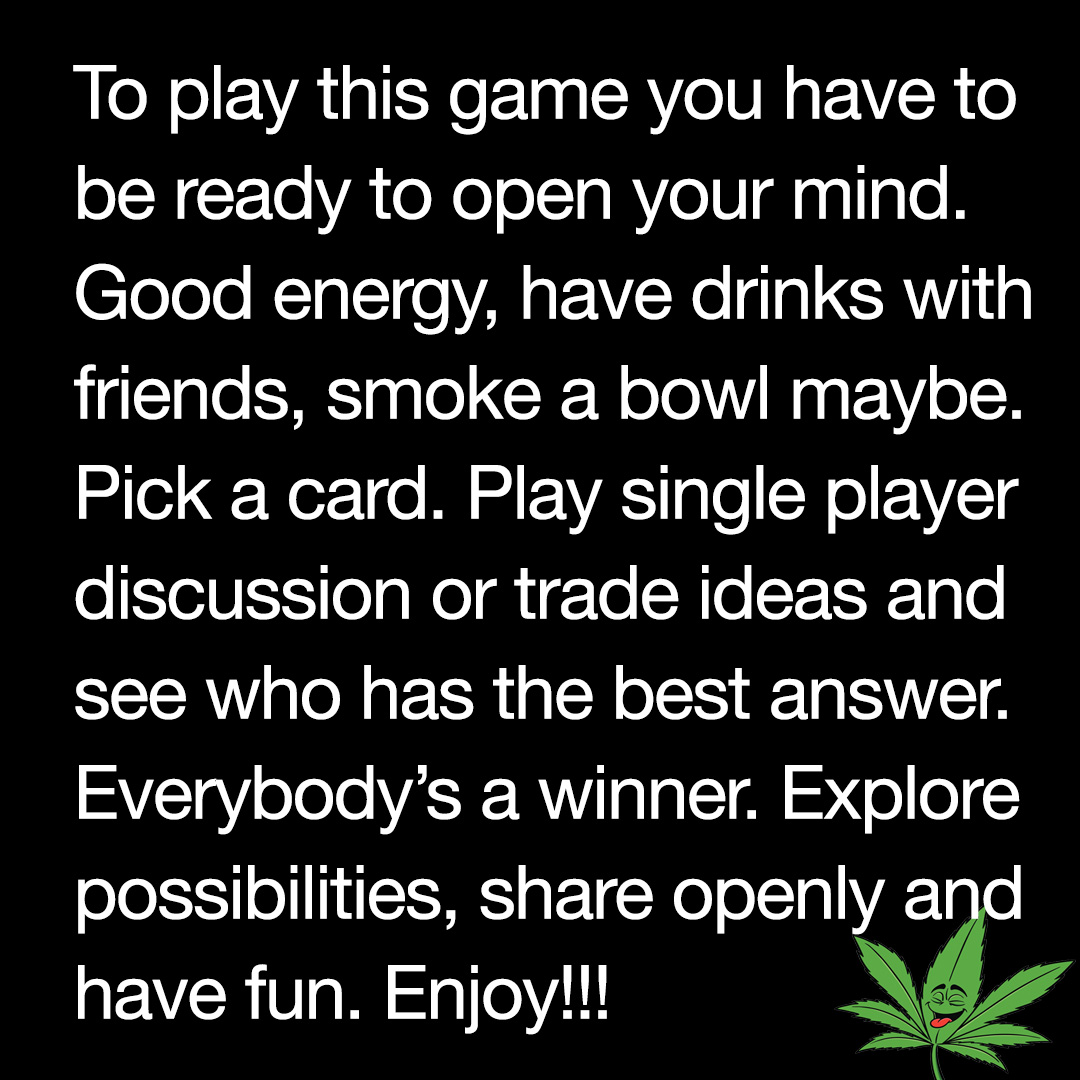 To play this game you have to
be ready to open your mind.
Good energy, have drinks with
friends, smoke a bowl maybe.
Pick a card. Play single player
discussion or trade ideas and
see who has the best answer.
Everybody’s a winner. Explore
possibilities, share openly and
have fun. Enjoy!!!